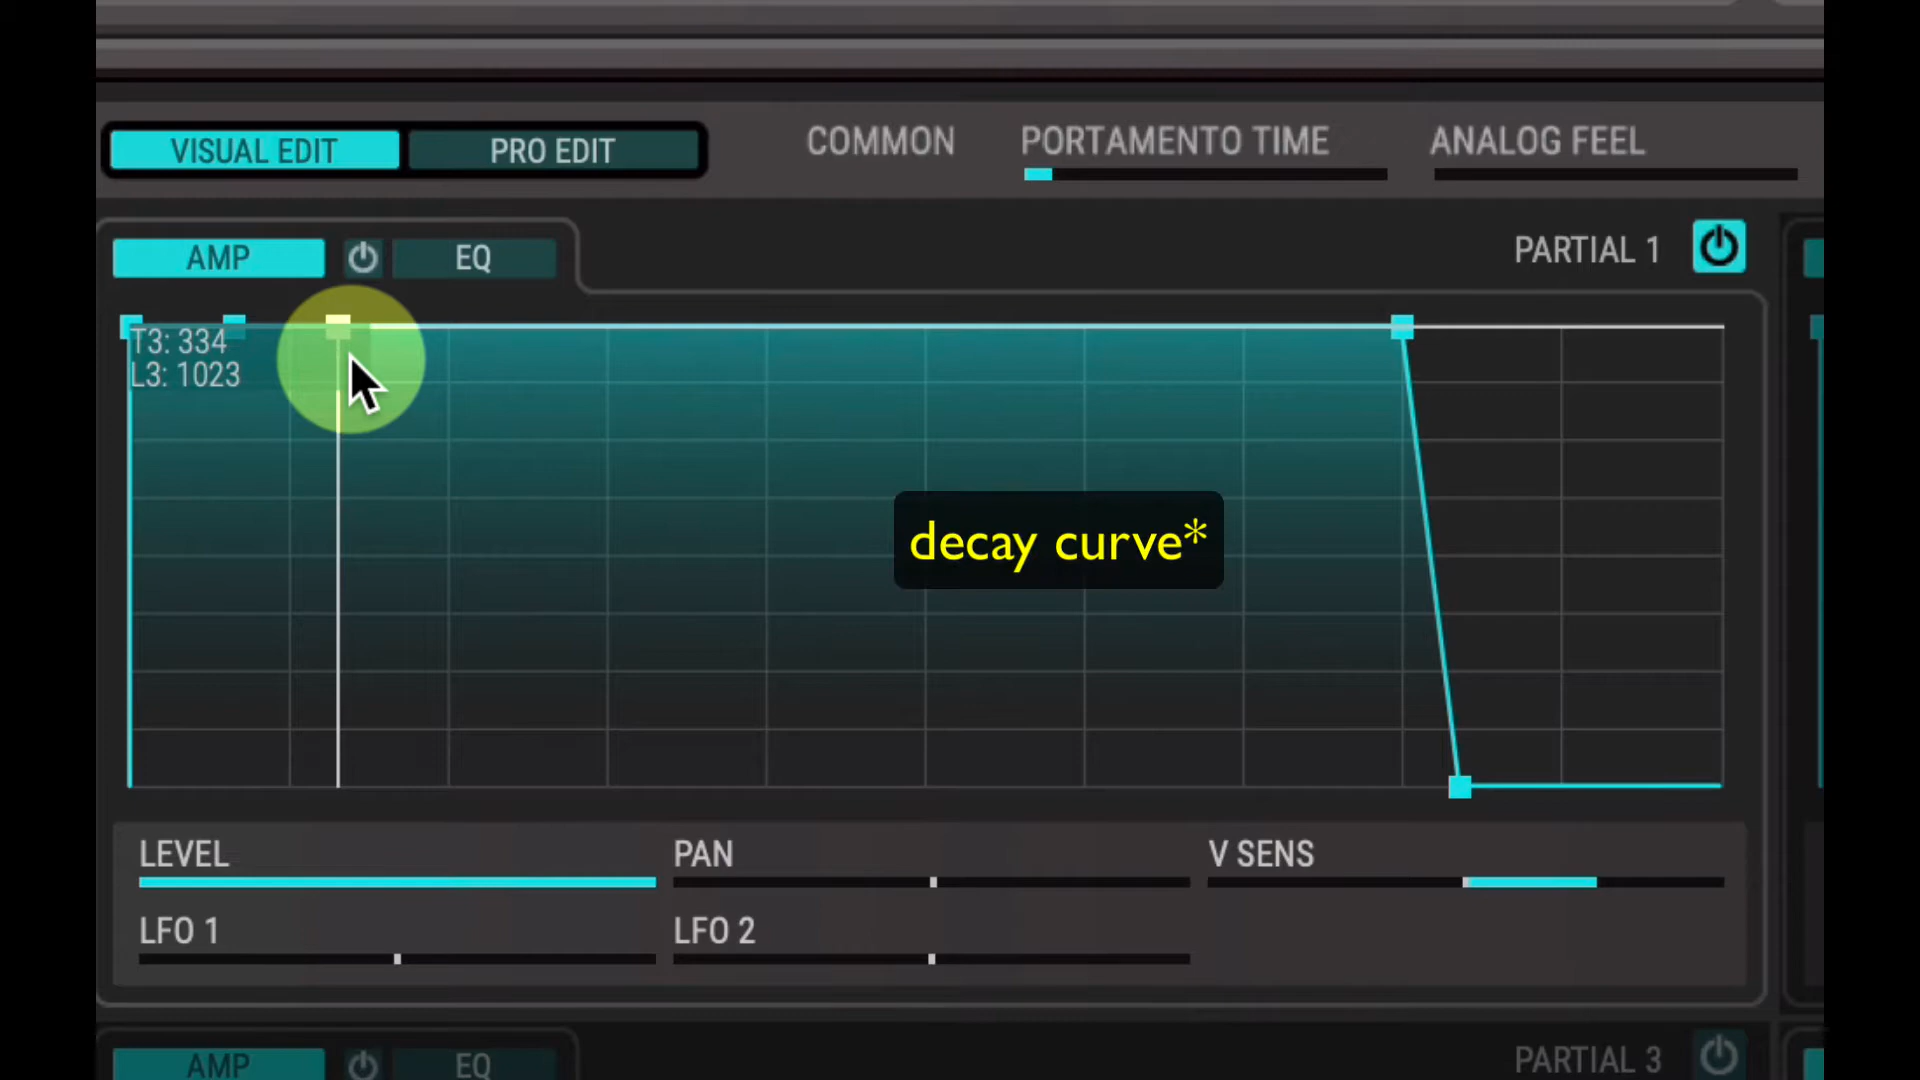 VISUAL EDIT
PRO EDIT
COMMON
PORTAMENTO TIME
ANALOG FEEL
AMP
EQ
PARTIAL 1
T3: 334
L3: 1023
decay curve*
LEVEL
PAN
V SENS
LFO 1
LFO 2
AMP
EQ
PARTIAL 3